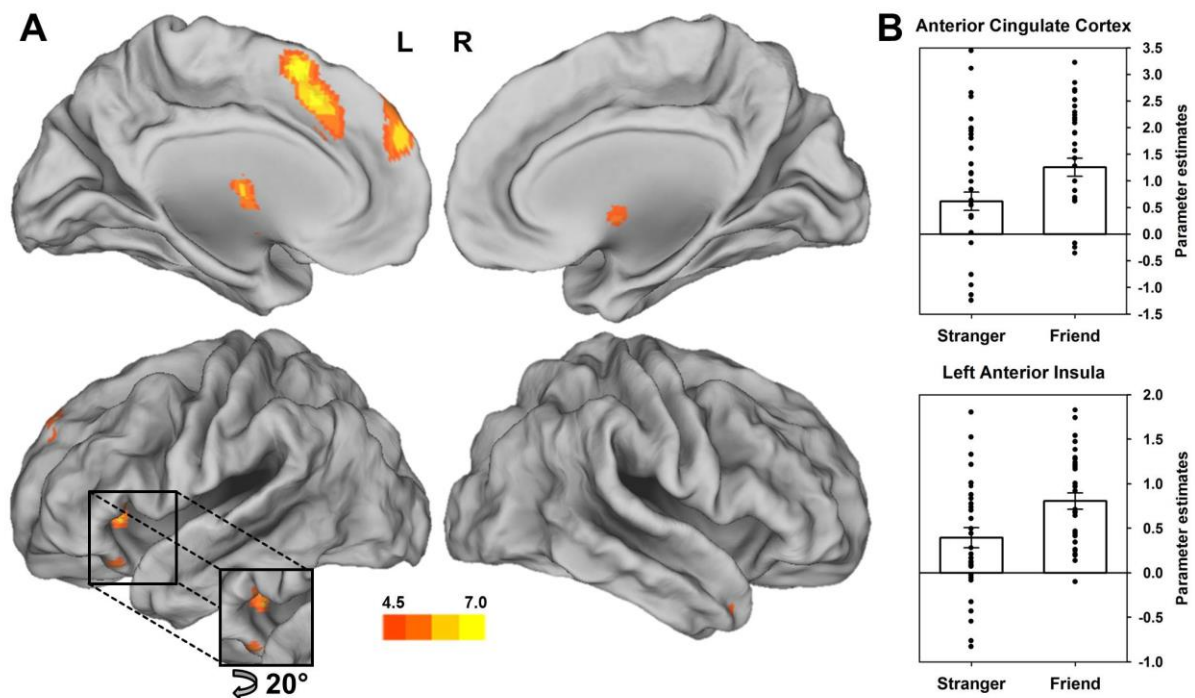 A
L R
4.5 7.0
20°
B
Anterior Cingulate Cortex
3.5
3.0
2.5
2.0
1.5
1.0
0.5
0.0
-0.5
-1.0
-1.5
Parameter estimates
Stranger Friend
Left Anterior Insula
2.0
1.5
1.0
0.5
0.0
-0.5
-1.0
Parameter estimates
Stranger Friend